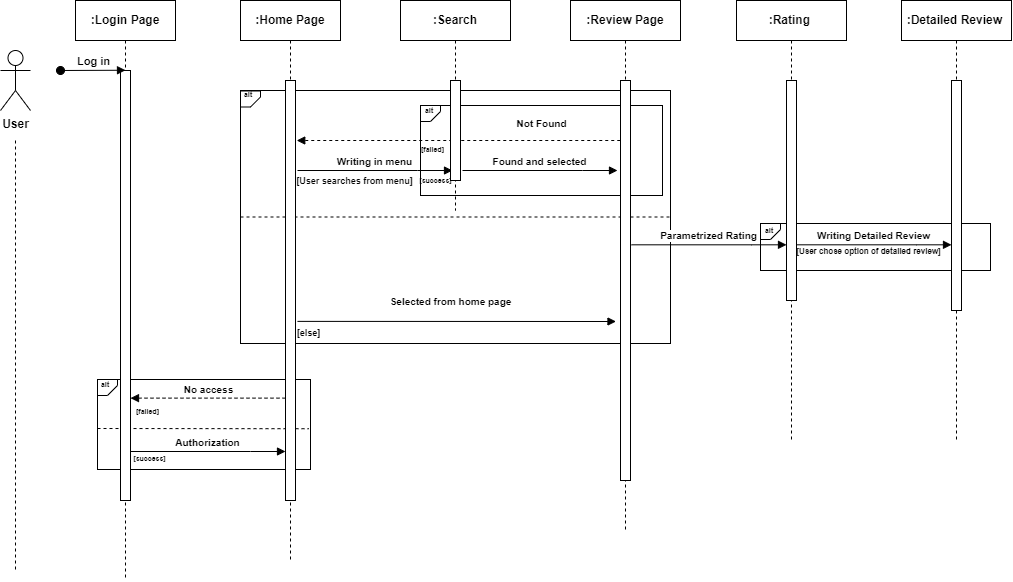 :Login Page
:Home Page
:Search
:Review Page
:Rating
:Detailed Review
User
Log in
alt
alt
Not Found
[failed]
Writing in menu
Found and selected
[User searches from menu]
[success]
Parametrized Rating
alt
Writing Detailed Review
[User chose option of detailed review]
Selected from home page
[else]
alt
No access
[failed]
Authorization
[success]